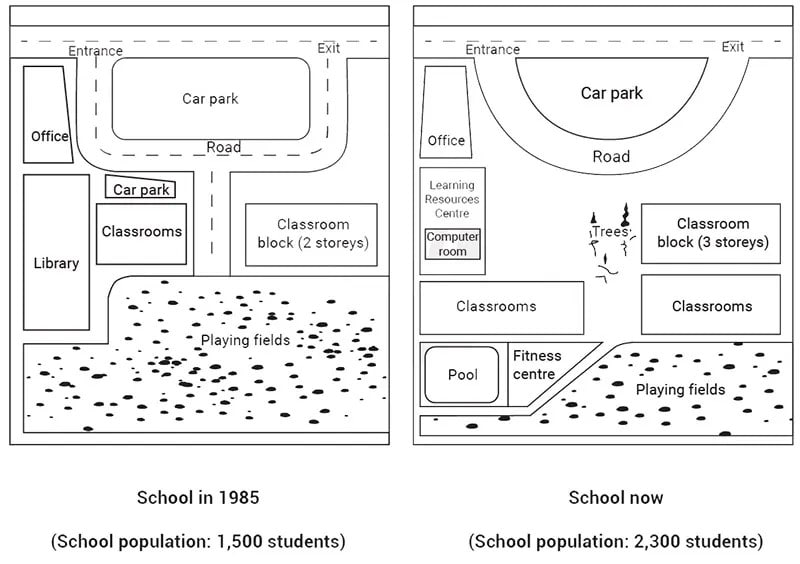 Entrance
Exit
Car park
Office
Road
Car park
Classrooms
Classroom
block (2 storeys)
Library
Playing fields
School in 1985
(School population: 1,500 students)
Entrance
Exit
Car park
Office
Road
Learning
Resources
Centre
Computer
room
Trees
Classroom
block (3 storeys)
Classrooms
Classrooms
Pool
Fitness
centre
Playing fields
School now
(School population: 2,300 students)